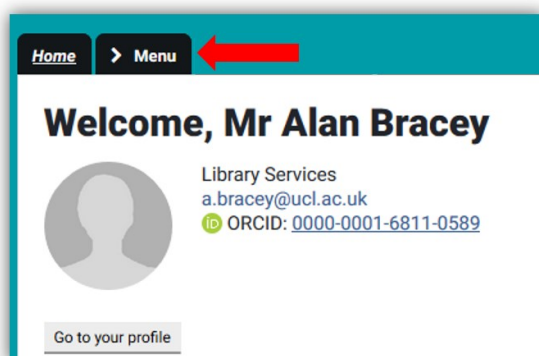 Home > Menu
Welcome, Mr Alan Bracey
Library Services
a.bracey@ucl.ac.uk
iD ORCID: 0000-0001-6811-0589
Go to your profile